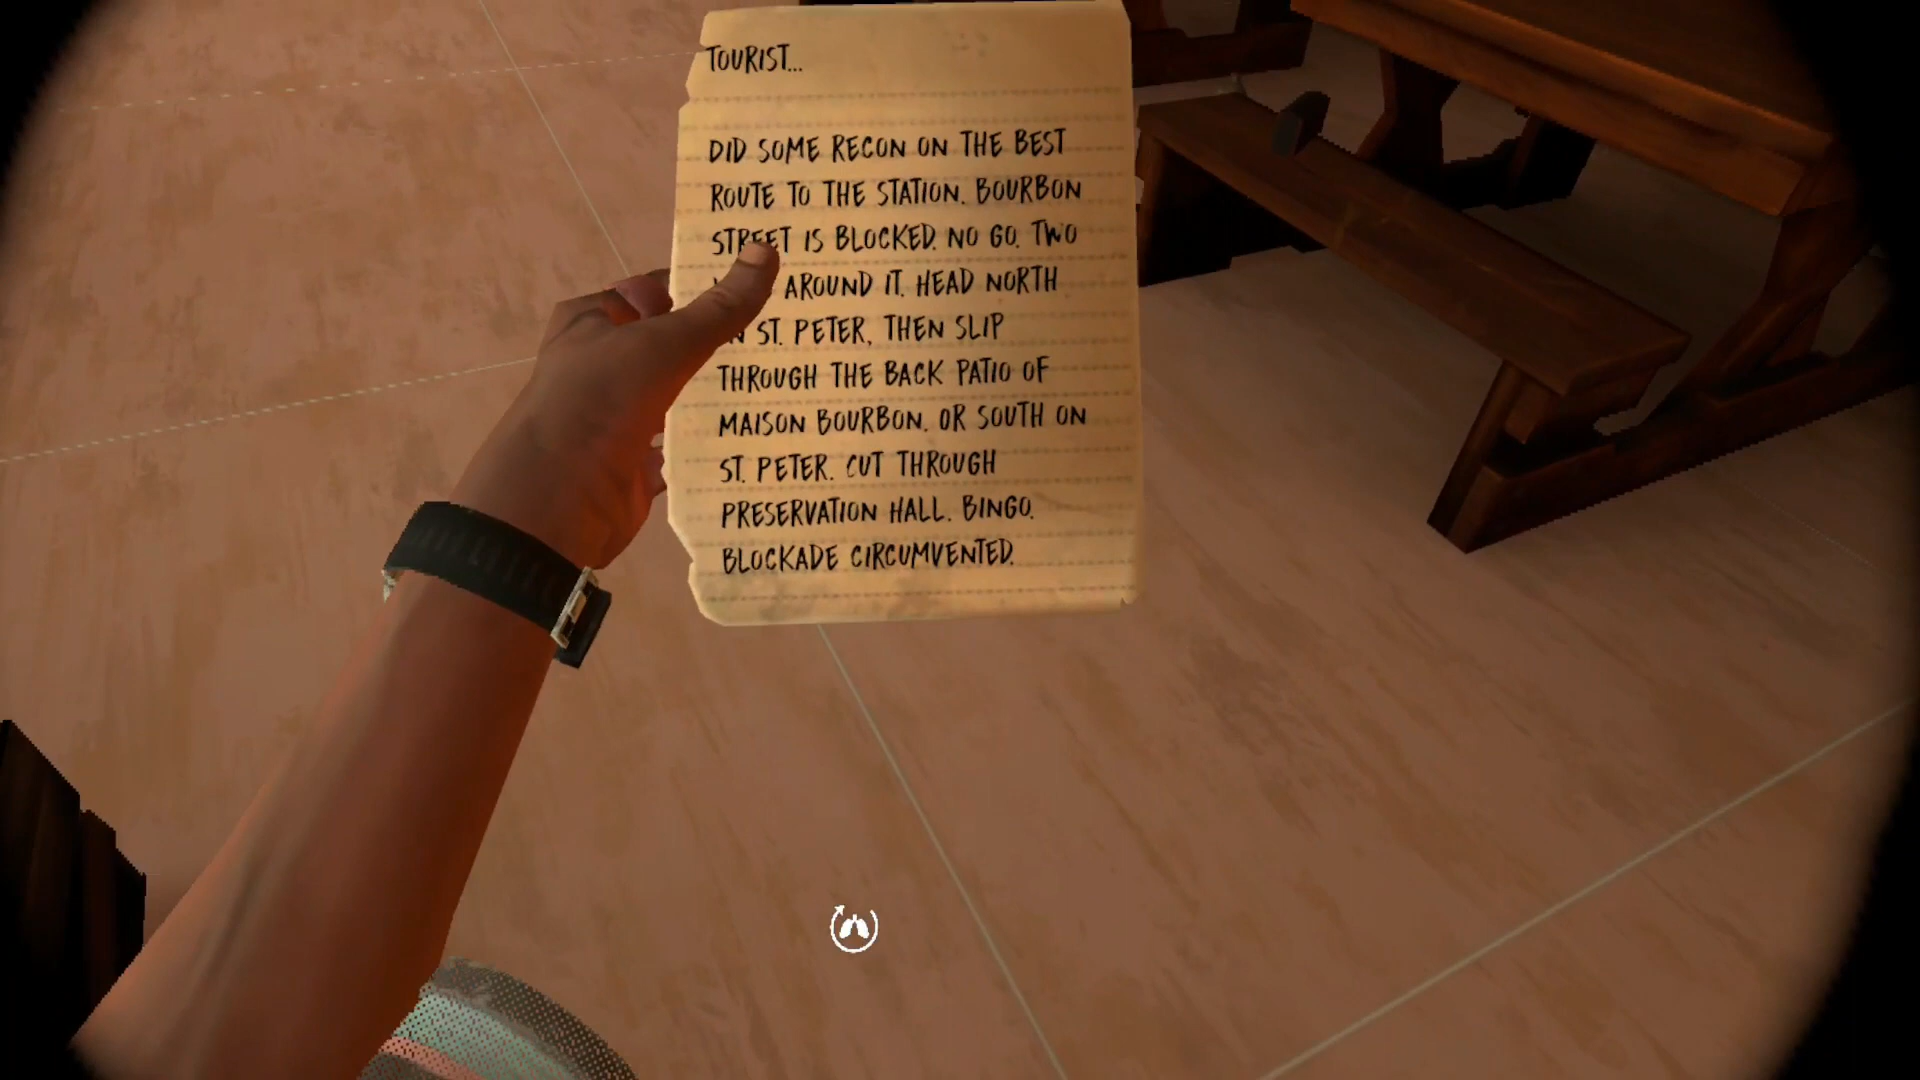 TOURIST...
DID SOME RECON ON THE BEST
ROUTE TO THE STATION. BOURBON
STREET IS BLOCKED. NO GO. TWO
AROUND IT. HEAD NORTH
ST. PETER, THEN SLIP
THROUGH THE BACK PATIO OF
MAISON BOURBON. OR SOUTH ON
ST. PETER. CUT THROUGH
PRESERVATION HALL. BINGO.
BLOCKADE CIRCUMVENTED.